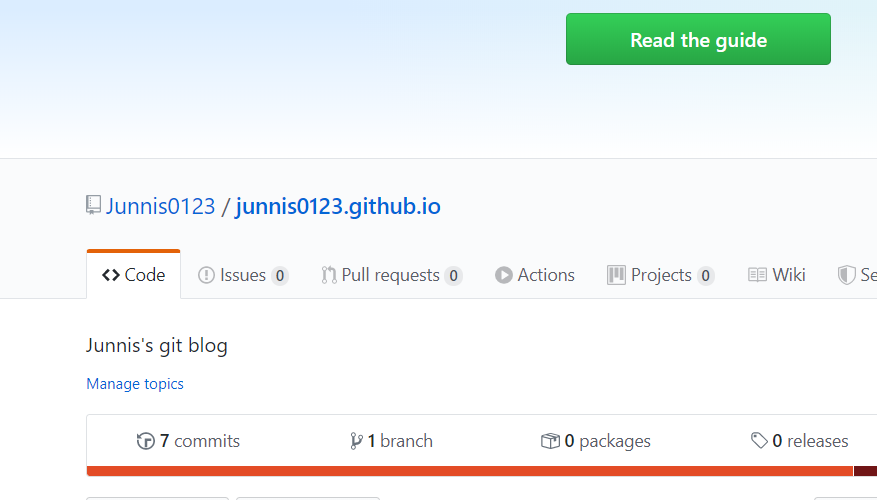 Read the guide
Junnis0123 / junnis0123.github.io
Code Issues 0 Pull requests 0 Actions Projects 0 Wiki Se
Junnis's git blog
Manage topics
7 commits 1 branch 0 packages 0 releases